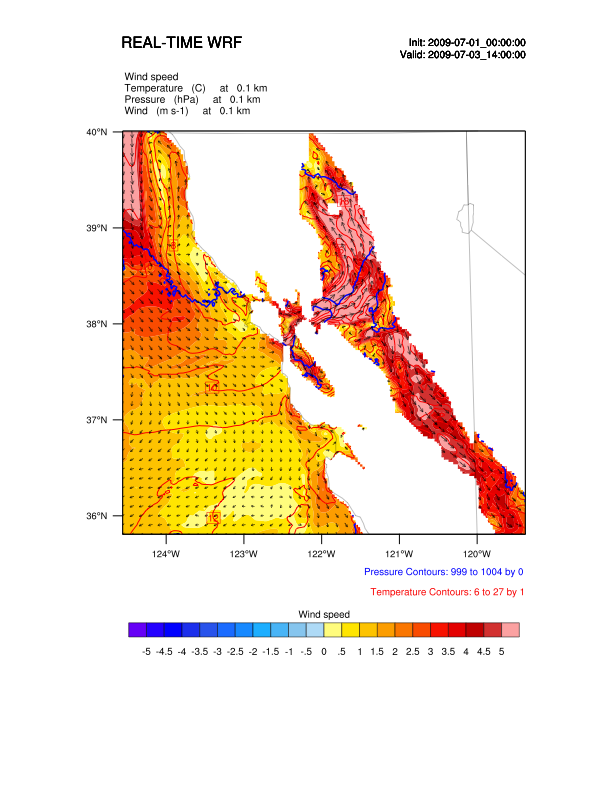 REAL-TIME WRF
Init: 2009-07-01_00:00:00
Valid: 2009-07-03_14:00:00
Wind speed
Temperature (C) at 0.1 km
Pressure (hPa) at 0.1 km
Wind (m s-1) at 0.1 km
40°N
39°N
38°N
37°N
36°N
124°W 123°W 122°W 121°W 120°W
Pressure Contours: 999 to 1004 by 0
Temperature Contours: 6 to 27 by 1
Wind speed
-5 -4.5 -4 -3.5 -3 -2.5 -2 -1.5 -1 -.5 0 .5 1 1.5 2 2.5 3 3.5 4 4.5 5